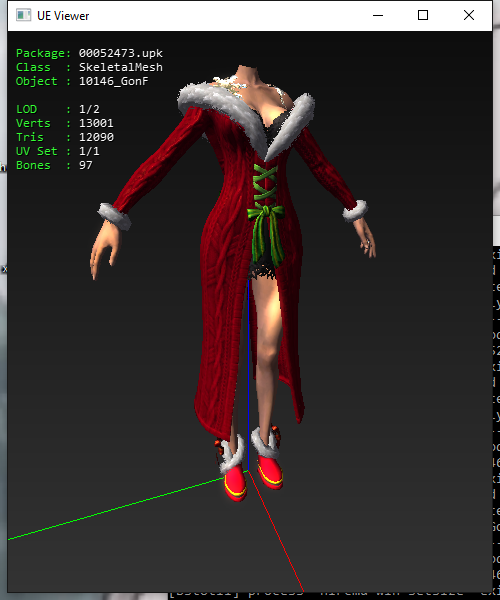 UE Viewer
Package: 00052473.upk
Class : SkeletalMesh
Object : 10146_GonF
LOD : 1/2
Verts : 13001
Tris : 12090
UV Set : 1/1
Bones : 97